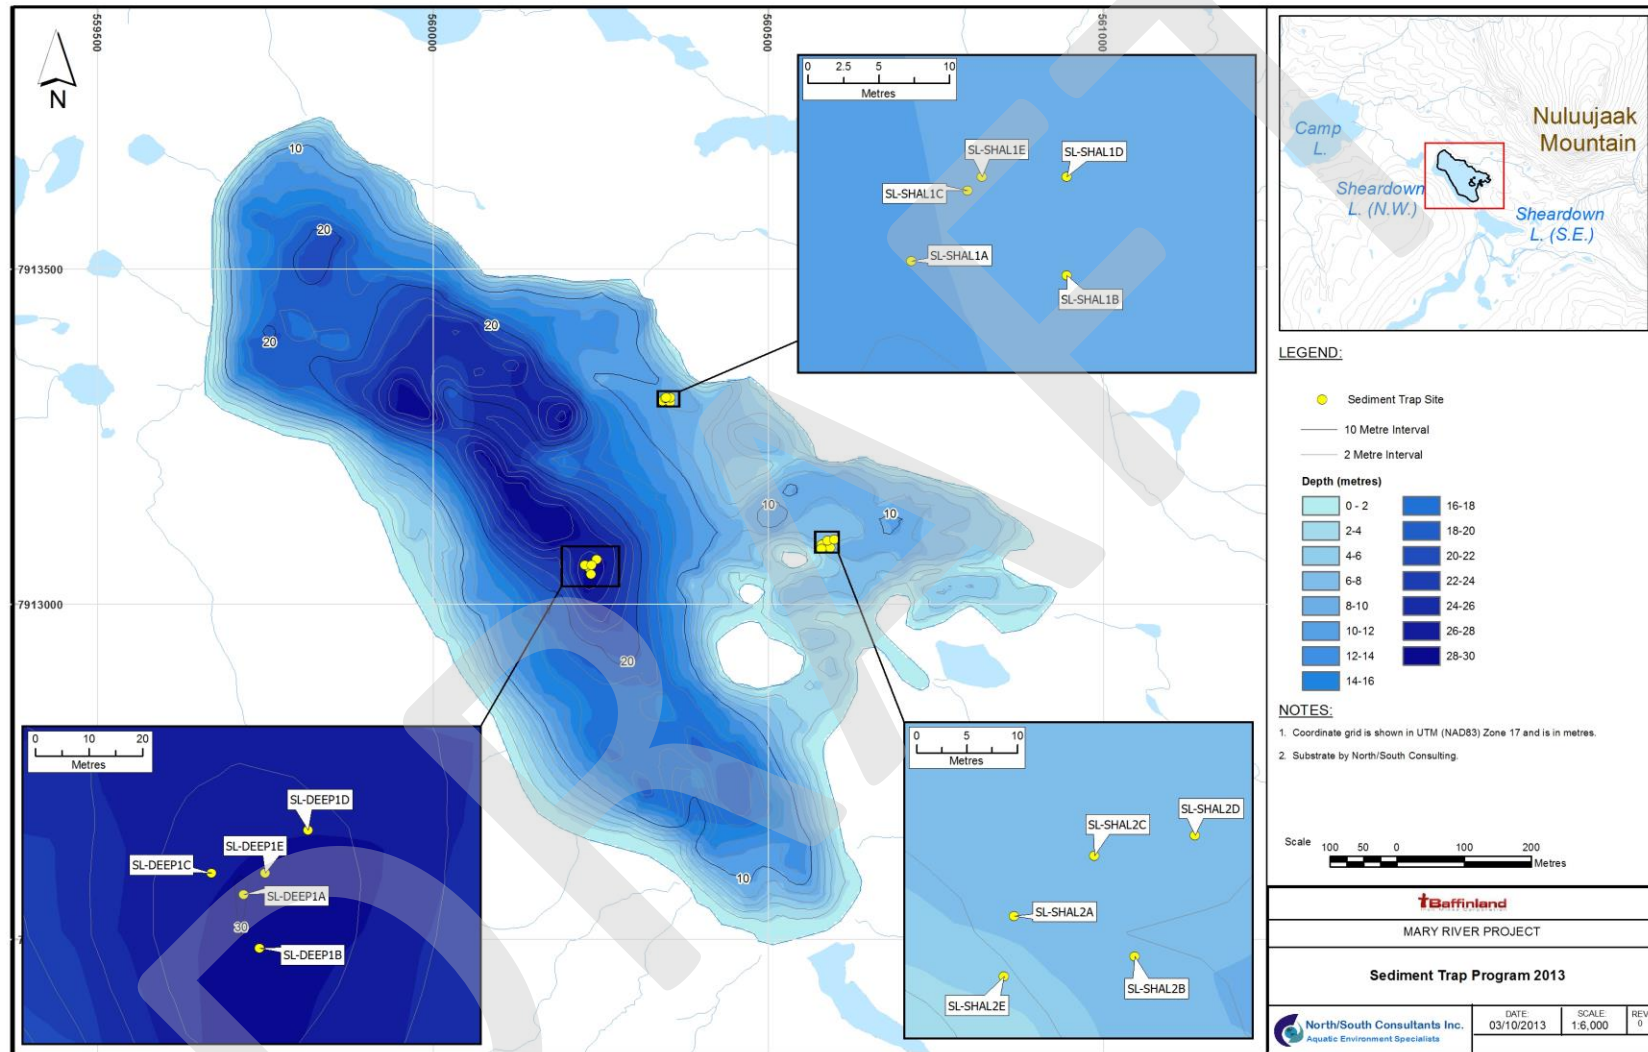 559500
560000
560500
561000
N
7913500
7913000
10
20
20
20
10
10
20
10
0 2.5 5 10
Metres
SL-SHAL1E
SL-SHAL1D
SL-SHAL1C
SL-SHAL1A
SL-SHAL1B
0 10 20
Metres
SL-DEEP1D
SL-DEEP1E
SL-DEEP1C
SL-DEEP1A
30
SL-DEEP1B
0 5 10
Metres
SL-SHAL2D
SL-SHAL2C
SL-SHAL2A
SL-SHAL2B
SL-SHAL2E
Nuluujaak
Mountain
Camp
L.
Sheardown
L. (N.W.)
Sheardown
L. (S.E.)
LEGEND:
Sediment Trap Site
10 Metre Interval
2 Metre Interval
Depth (metres)
0 - 2
2-4
4-6
6-8
8-10
10-12
12-14
14-16
16-18
18-20
20-22
22-24
24-26
26-28
28-30
NOTES:
1. Coordinate grid is shown in UTM (NAD83) Zone 17 and is in metres.
2. Substrate by North/South Consulting.
Scale
100 50 0 100 200
Metres
Baffinland
MARY RIVER PROJECT
Sediment Trap Program 2013
North/South Consultants Inc.
Aquatic Environment Specialists
DATE:
03/10/2013
SCALE:
1:6,000
REV
0
DRAFT